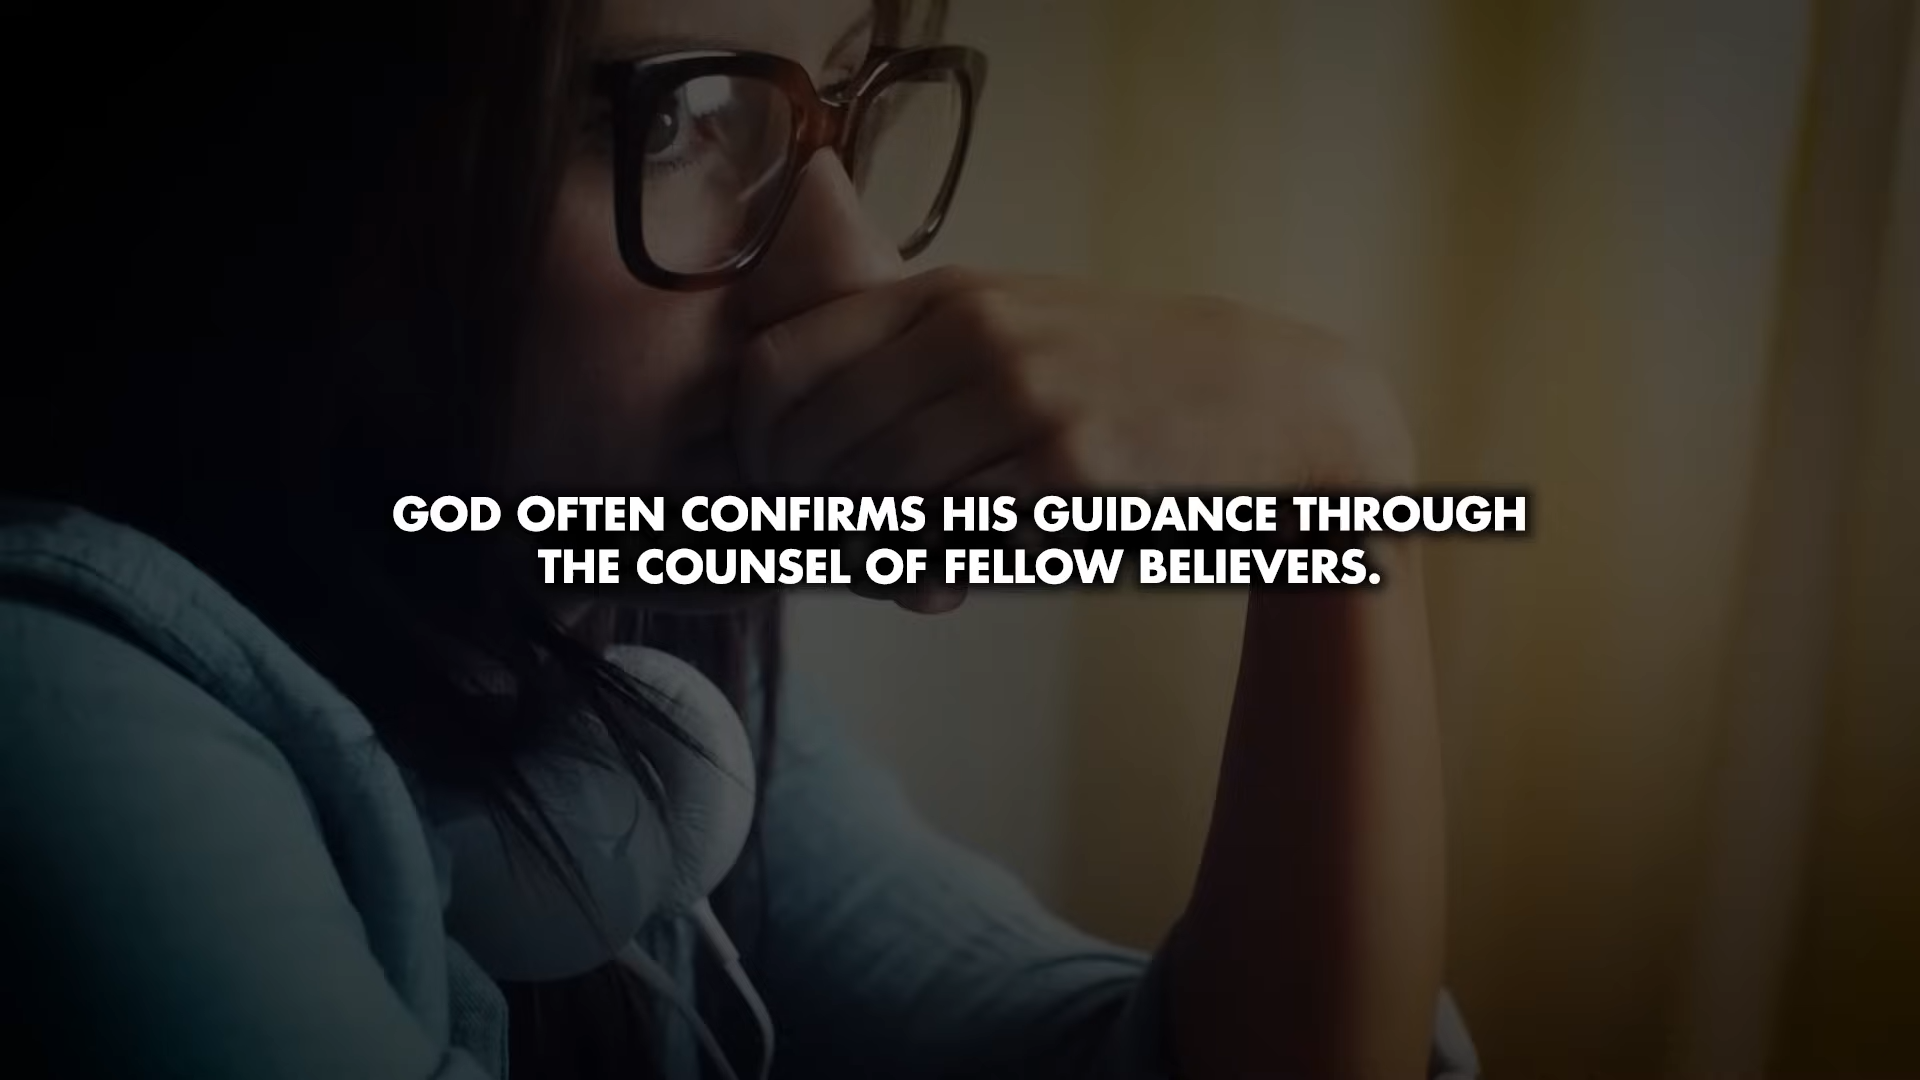 GOD OFTEN CONFIRMS HIS GUIDANCE THROUGH
THE COUNSEL OF FELLOW BELIEVERS.